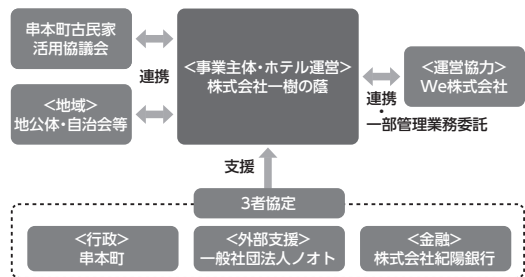 串本町古民家
活用協議会
連携
<地域>
地公体・自治会等
<事業主体・ホテル運営>
株式会社一樹の蔭
<運営協力>
We株式会社
連携
・
一部管理業務委託
支援
3者協定
<行政>
串本町
<外部支援>
一般社団法人ノオト
<金融>
株式会社紀陽銀行